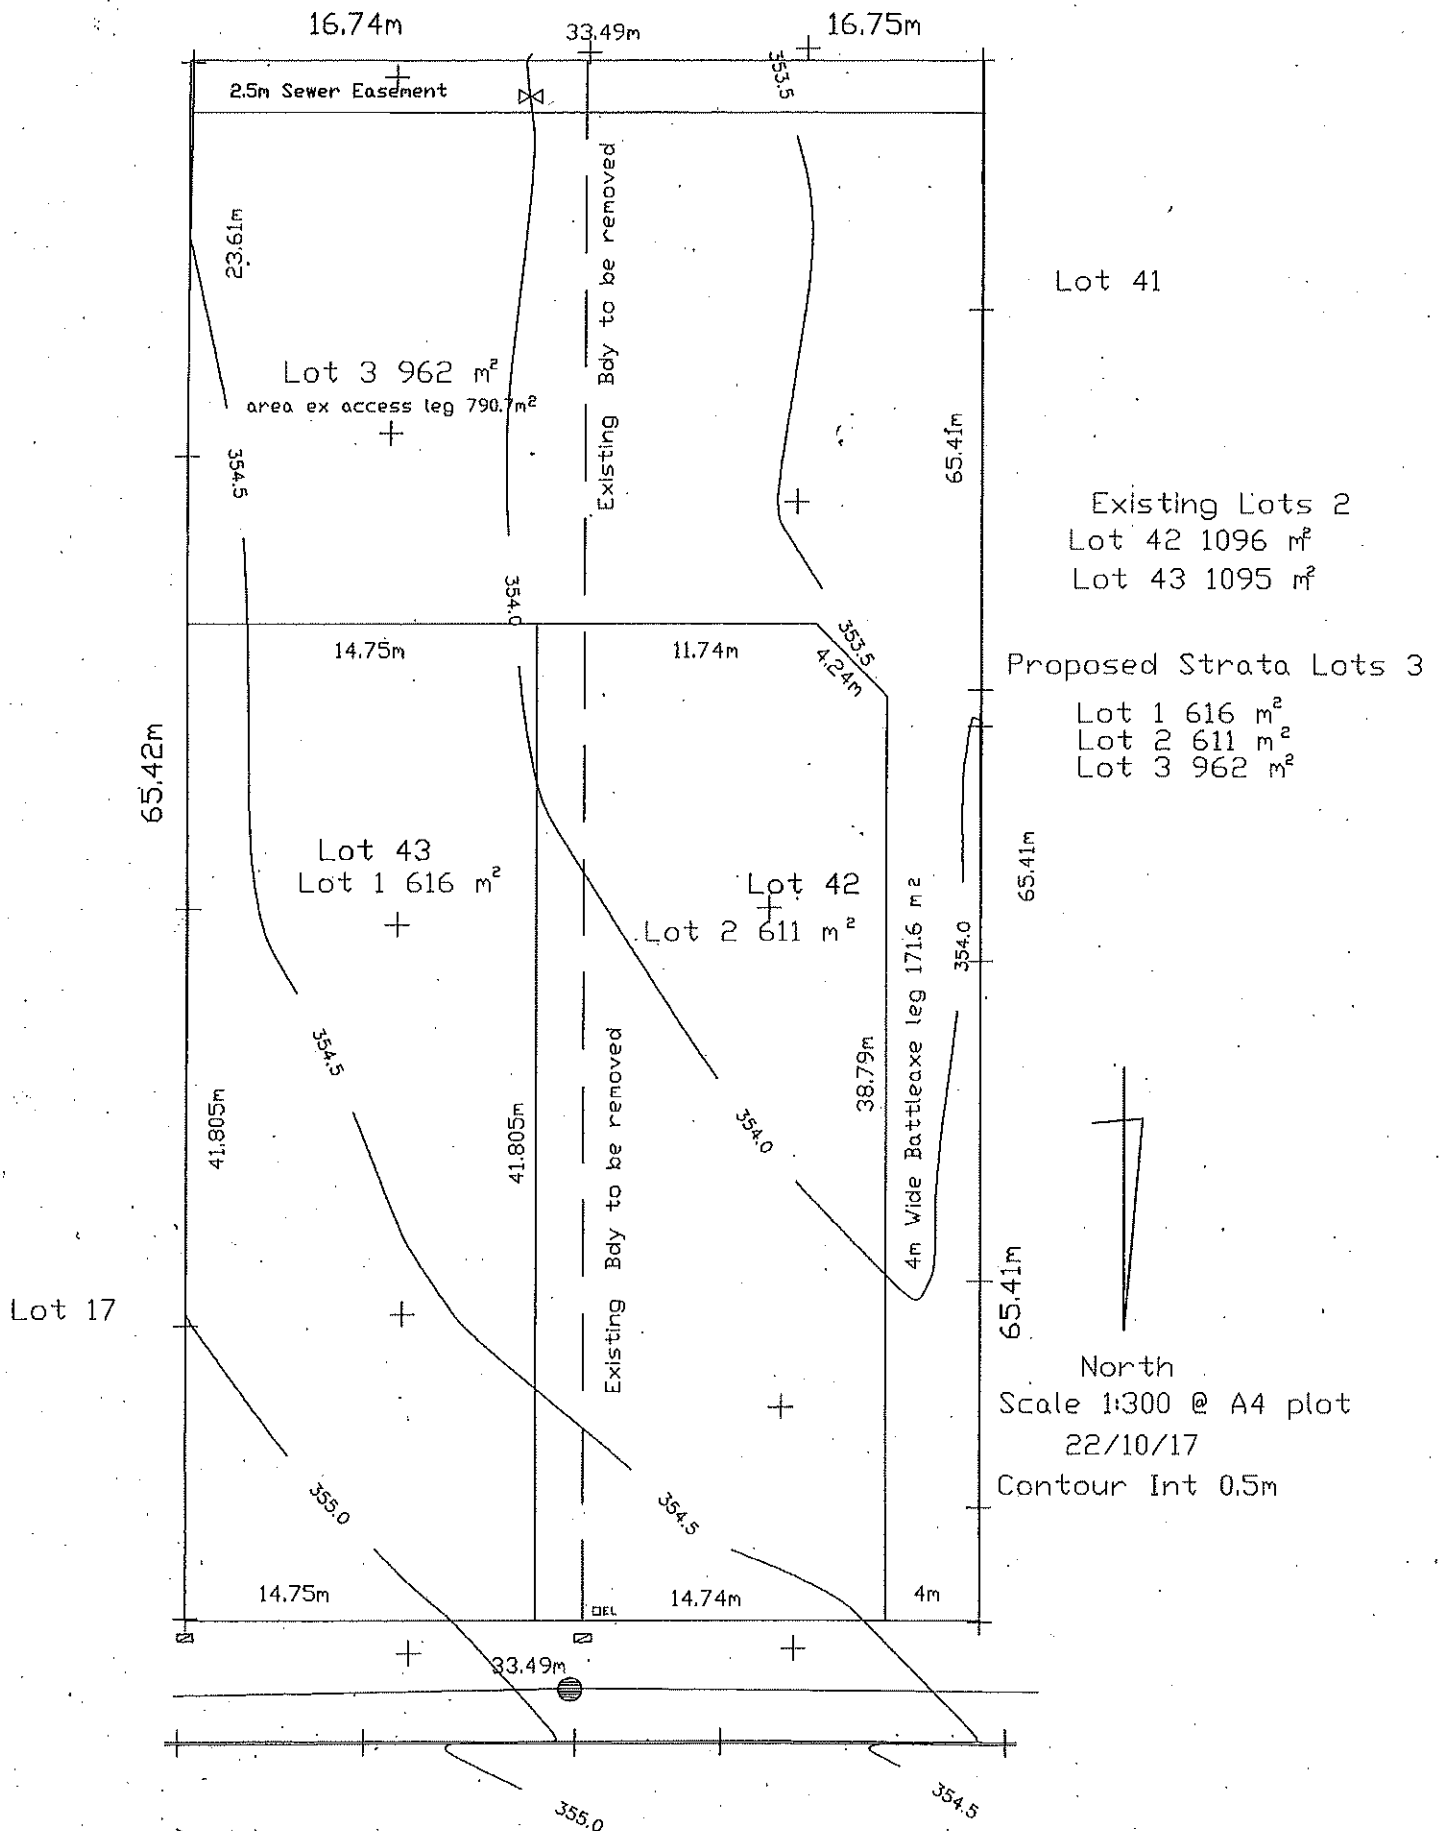 16.74m
33.49m
16.75m
353.5
2.5m Sewer Easement
Existing Bdy to be removed
23.61m
Lot 41
Lot 3 962 m²
area ex access leg 790.7m²
65.41m
354.5
Existing Lots 2
Lot 42 1096 m²
Lot 43 1095 m²
354.0
14.75m
11.74m
353.5
4.24m
Proposed Strata Lots 3
Lot 1 616 m²
Lot 2 611 m²
Lot 3 962 m²
65.42m
Lot 43
Lot 1 616 m²
Lot 42
Lot 2 611 m²
65.41m
354.0
4m Wide Battleaxe leg 171.6 m²
354.5
38.79m
41.805m
41.805m
354.0
Existing Bdy to be removed
65.41m
Lot 17
North
Scale 1:300 @ A4 plot
22/10/17
Contour Int 0.5m
355.0
354.5
14.75m
14.74m
4m
EL
33.49m
355.0
354.5